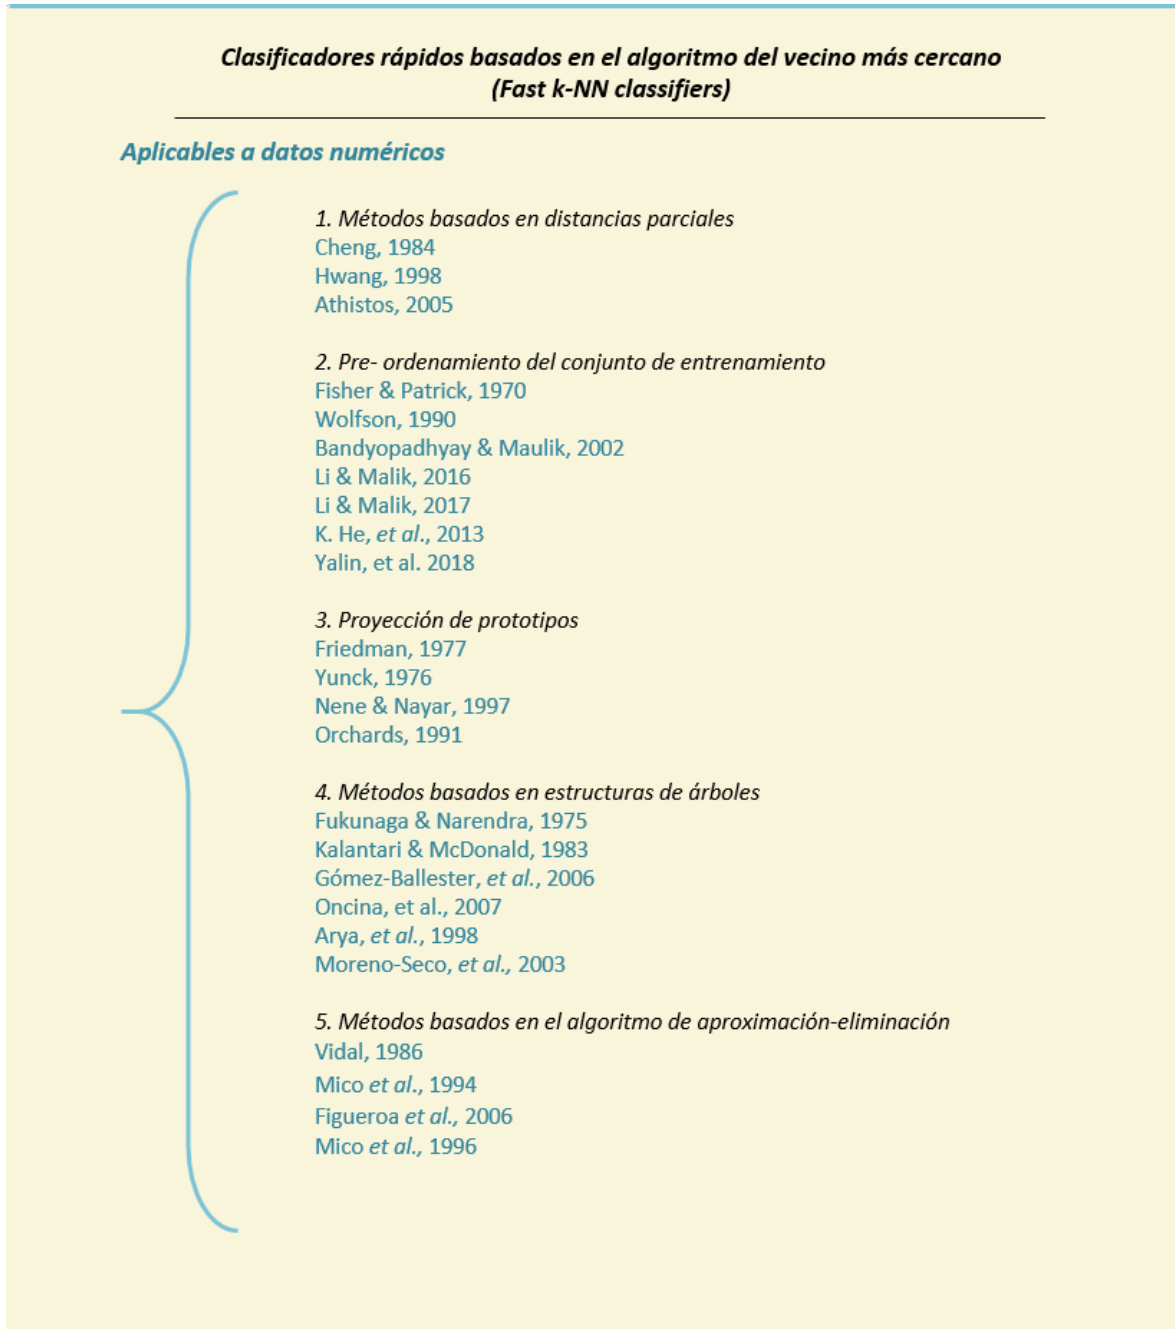 Clasificadores rápidos basados en el algoritmo del vecino más cercano
(Fast k-NN classifiers)
Aplicables a datos numéricos
1. Métodos basados en distancias parciales
Cheng, 1984
Hwang, 1998
Athistos, 2005
2. Pre- ordenamiento del conjunto de entrenamiento
Fisher & Patrick, 1970
Wolfson, 1990
Bandyopadhyay & Maulik, 2002
Li & Malik, 2016
Li & Malik, 2017
K. He, et al., 2013
Yalin, et al. 2018
3. Proyección de prototipos
Friedman, 1977
Yunck, 1976
Nene & Nayar, 1997
Orchards, 1991
4. Métodos basados en estructuras de árboles
Fukunaga & Narendra, 1975
Kalantari & McDonald, 1983
Gómez-Ballester, et al., 2006
Oncina, et al., 2007
Arya, et al., 1998
Moreno-Seco, et al., 2003
5. Métodos basados en el algoritmo de aproximación-eliminación
Vidal, 1986
Mico et al., 1994
Figueroa et al., 2006
Mico et al., 1996